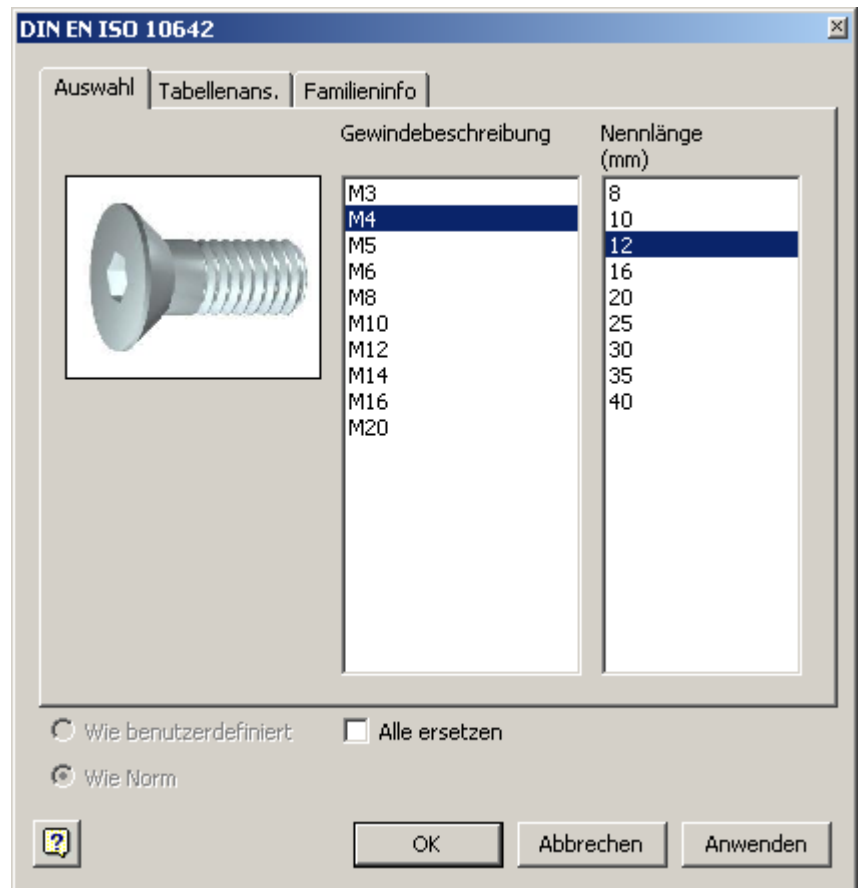 DIN EN ISO 10642
Auswahl
Tabellenans.
Familieninfo
Gewindebeschreibung
Nennlänge
(mm)
M3
M4
M5
M6
M8
M10
M12
M14
M16
M20
8
10
12
16
20
25
30
35
40
Wie benutzerdefiniert
Alle ersetzen
Wie Norm
?
OK
Abbrechen
Anwenden